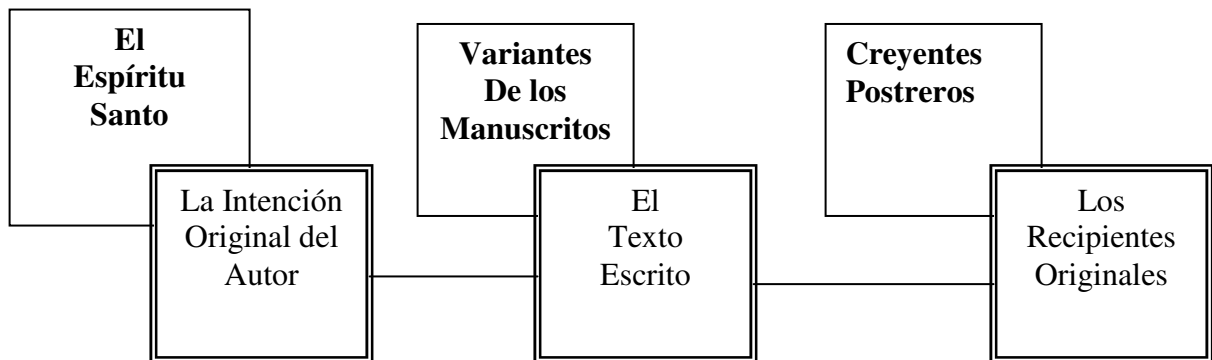 El
Espíritu
Santo
Variantes
De los
Manuscritos
Creyentes
Postreros
La Intención
Original del
Autor
El
Texto
Escrito
Los
Recipientes
Originales